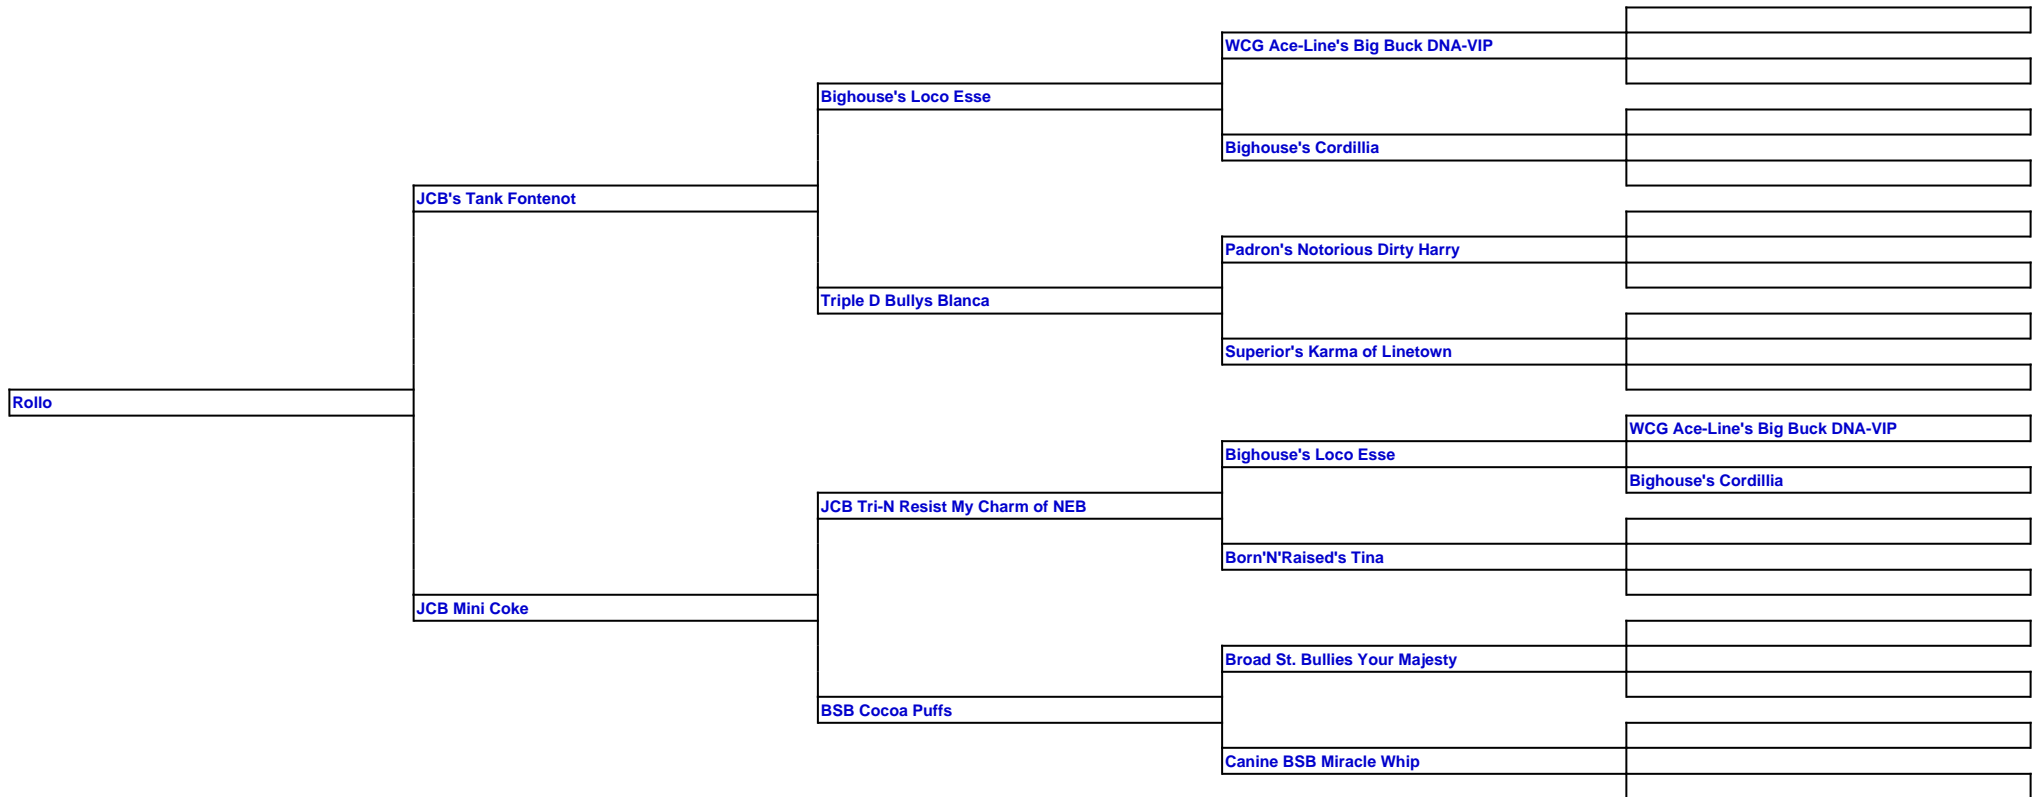 WCG Ace-Line's Big Buck DNA-VIP
Bighouse's Loco Esse
Bighouse's Cordillia
JCB's Tank Fontenot
Padron's Notorious Dirty Harry
Triple D Bullys Blanca
Superior's Karma of Linetown
Rollo
WCG Ace-Line's Big Buck DNA-VIP
Bighouse's Loco Esse
Bighouse's Cordillia
JCB Tri-N Resist My Charm of NEB
Born'N'Raised's Tina
JCB Mini Coke
Broad St. Bullies Your Majesty
BSB Cocoa Puffs
Canine BSB Miracle Whip